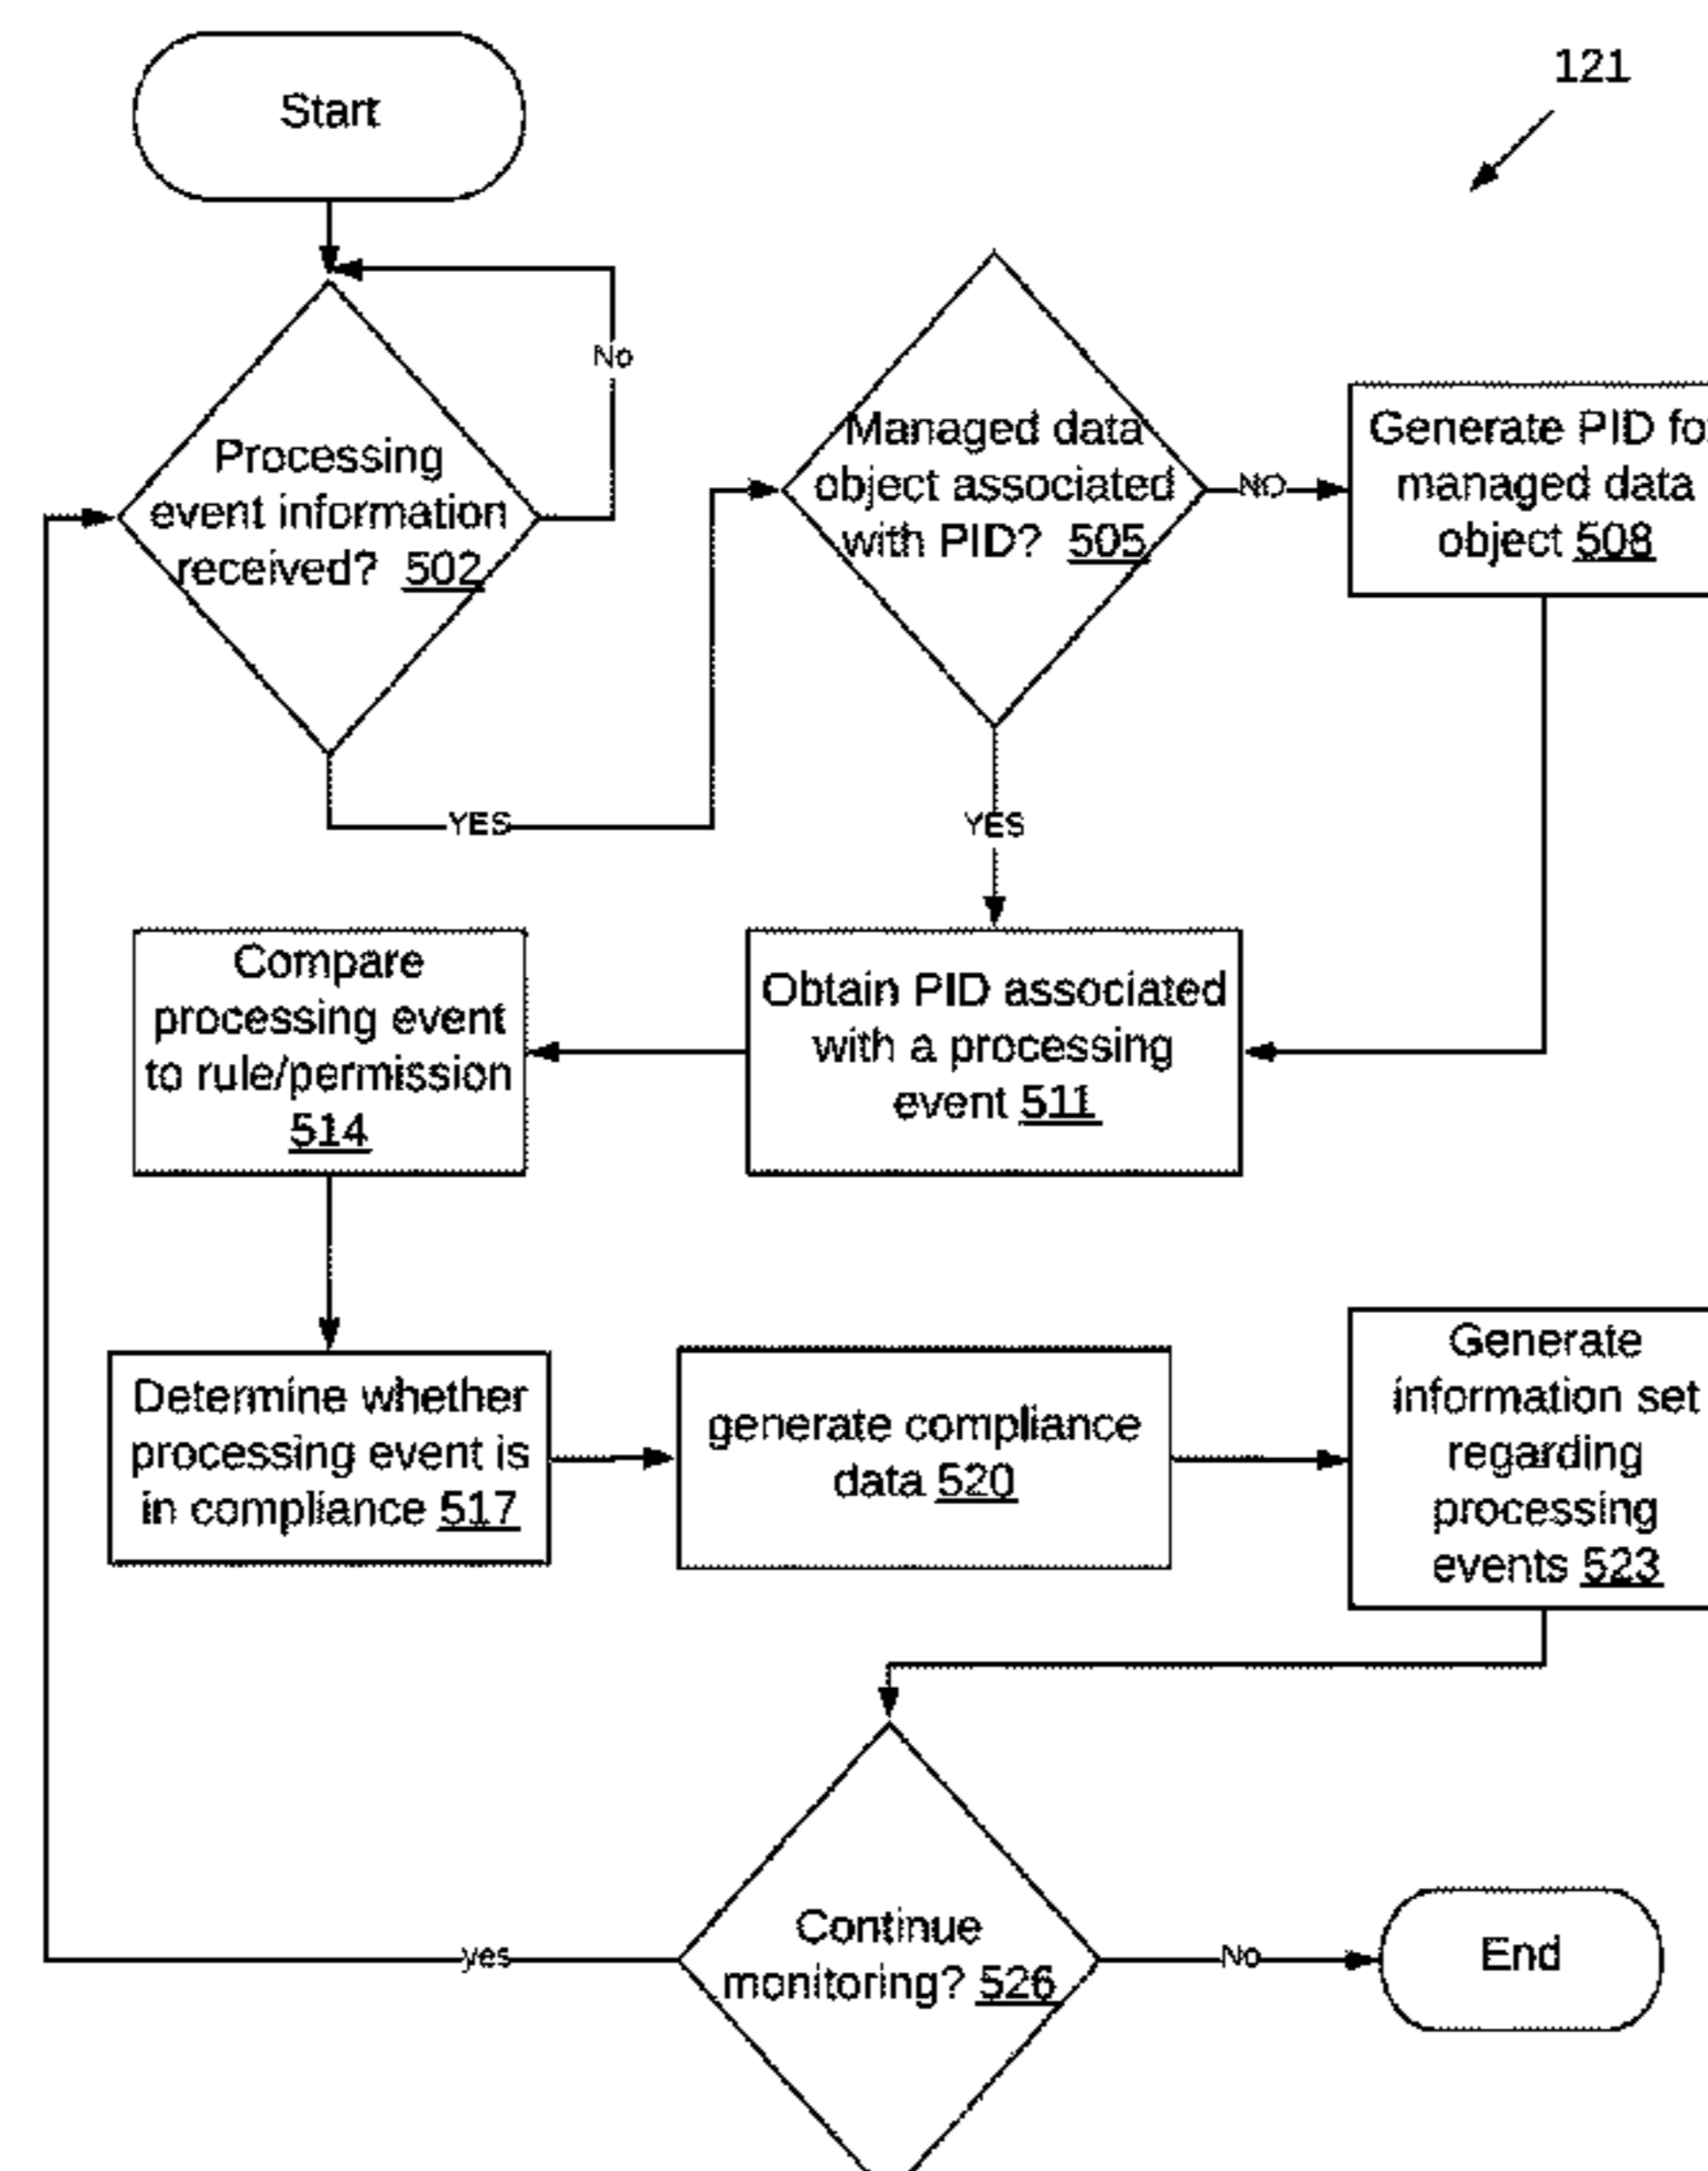 Start
121
No
Processing
event information
received? 502
YES
Managed data
object associated
with PID? 505
NO
YES
Generate PID fo
managed data
object 508
Compare
processing event
to rule/permission
514
Obtain PID associated
with a processing
event 511
Determine whether
processing event is
in compliance 517
generate compliance
data 520
Generate
information set
regarding
processing
events 523
yes
Continue
monitoring? 526
No
End